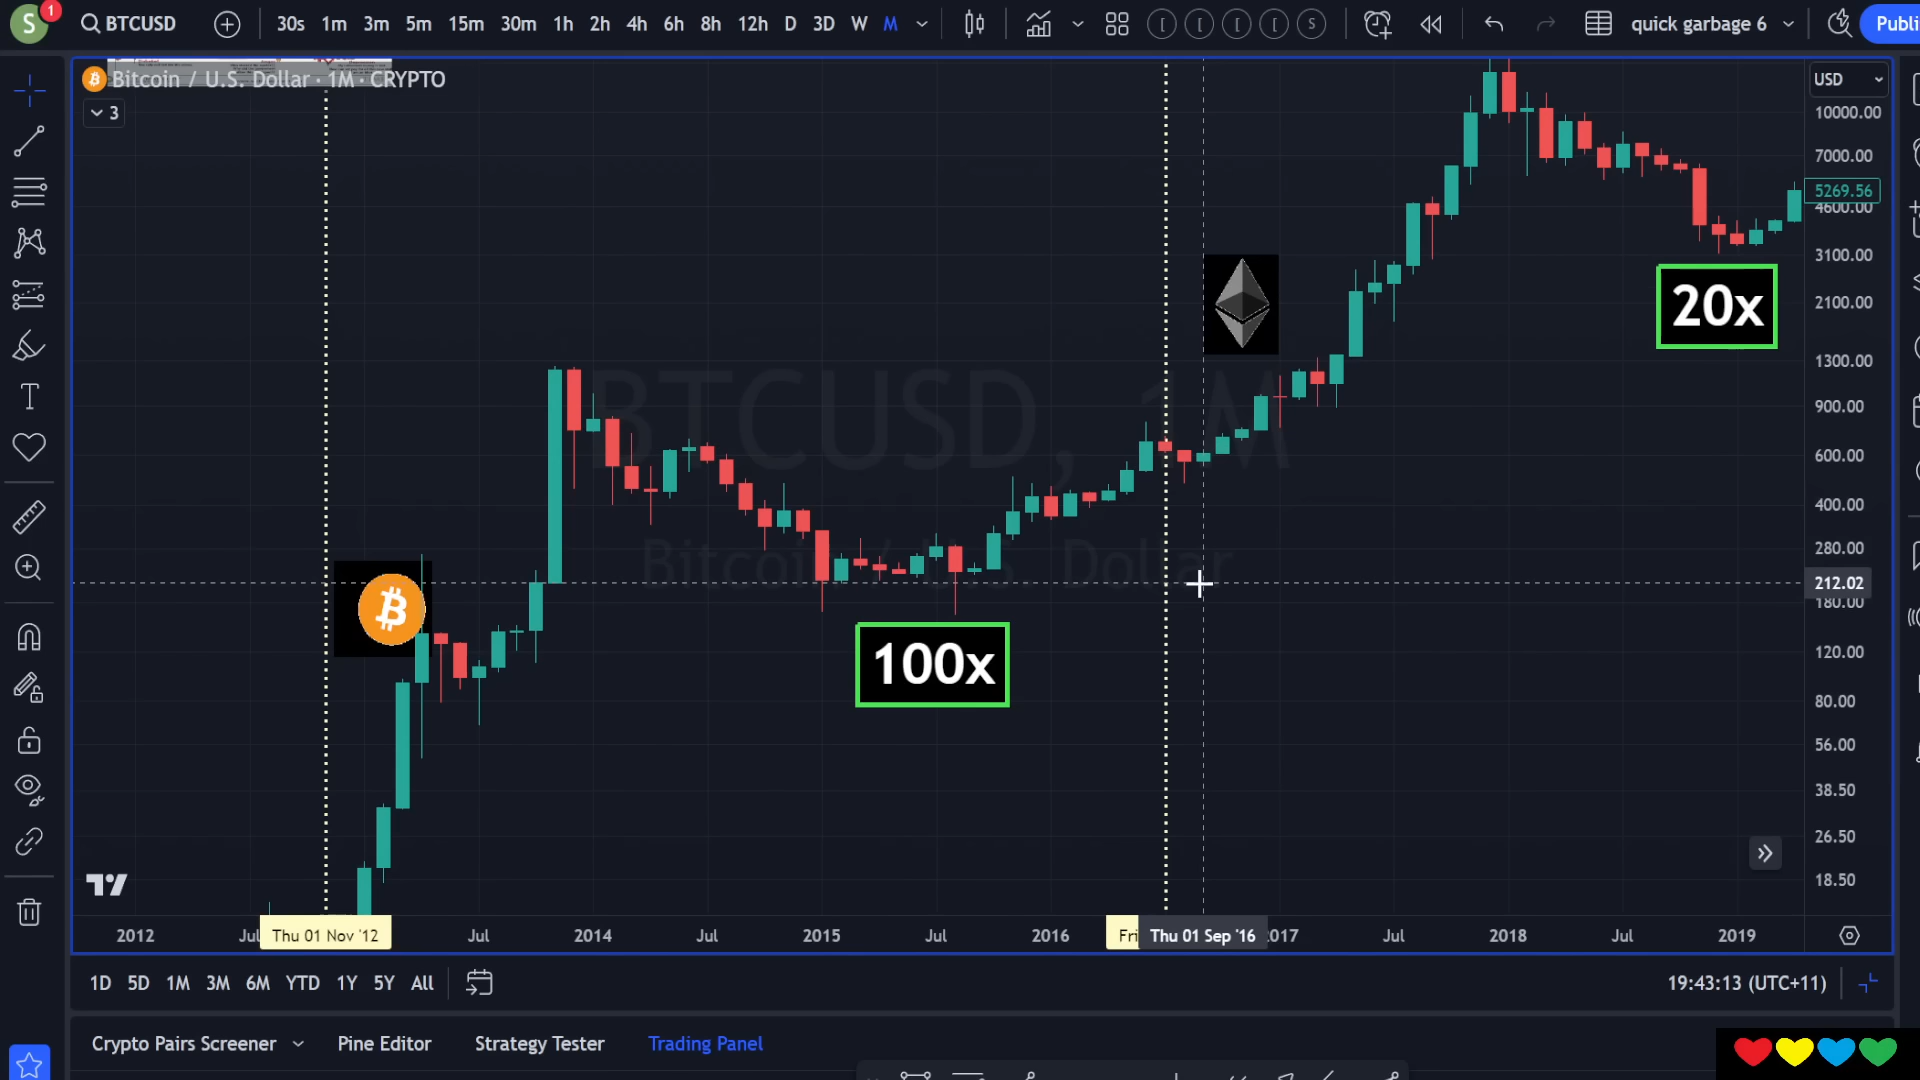 S 1 BTCUSD 30s 1m 3m 5m 15m 30m 1h 2h 4h 6h 8h 12h D 3D W M [ [ [ [ S quick garbage 6 Publi
Bitcoin / U.S. Dollar · 1M · CRYPTO
3
USD
10000.00
7000.00
5269.56
4600.00
3100.00
2100.00
1300.00
900.00
600.00
400.00
280.00
212.02
180.00
120.00
80.00
56.00
38.50
26.50
18.50
BTCUSD, 1M
Bitcoin / U.S. Dollar
20x
100x
2012 Jul Thu 01 Nov '12 Jul 2014 Jul 2015 Jul 2016 Fri Thu 01 Sep '16 2017 Jul 2018 Jul 2019
1D 5D 1M 3M 6M YTD 1Y 5Y All 19:43:13 (UTC+11)
Crypto Pairs Screener Pine Editor Strategy Tester Trading Panel